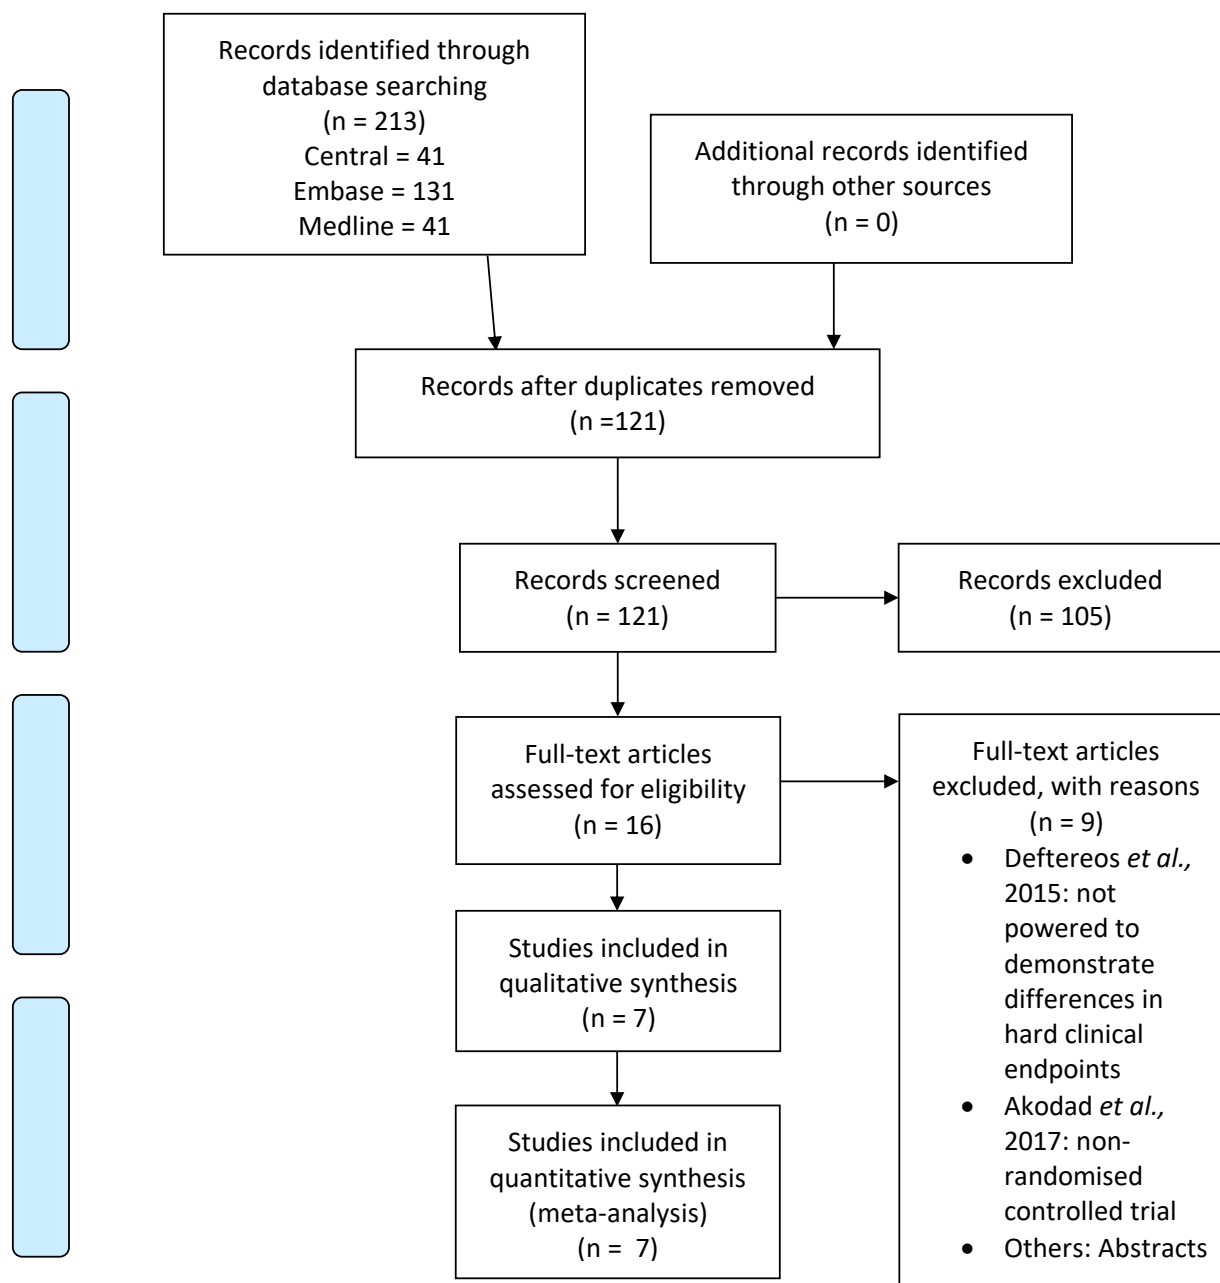 Records identified through
database searching
(n = 213)
Central = 41
Embase = 131
Medline = 41
Additional records identified
through other sources
(n = 0)
Records after duplicates removed
(n =121)
Records screened
(n = 121)
Records excluded
(n = 105)
Full-text articles
assessed for eligibility
(n = 16)
Full-text articles
excluded, with reasons
(n = 9)
• Deftereos et al.,
2015: not
powered to
demonstrate
differences in
hard clinical
endpoints
• Akodad et al.,
2017: non-
randomised
controlled trial
• Others: Abstracts
Studies included in
qualitative synthesis
(n = 7)
Studies included in
quantitative synthesis
(meta-analysis)
(n = 7)